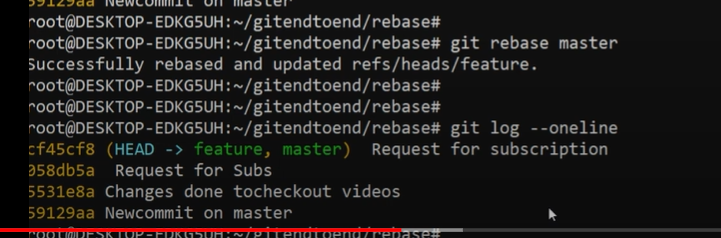 59129aa Newcommit on master
root@DESKTOP-EDKG5UH:~/gitendtoend/rebase#
root@DESKTOP-EDKG5UH:~/gitendtoend/rebase# git rebase master
Successfully rebased and updated refs/heads/feature.
root@DESKTOP-EDKG5UH:~/gitendtoend/rebase#
root@DESKTOP-EDKG5UH:~/gitendtoend/rebase#
root@DESKTOP-EDKG5UH:~/gitendtoend/rebase# git log --oneline
cf45cf8 (HEAD -> feature, master)  Request for subscription
058db5a  Request for Subs
5531e8a Changes done tocheckout videos
59129aa Newcommit on master
root@DESKTOP-EDKG5UH:~/gitendtoend/rebase#